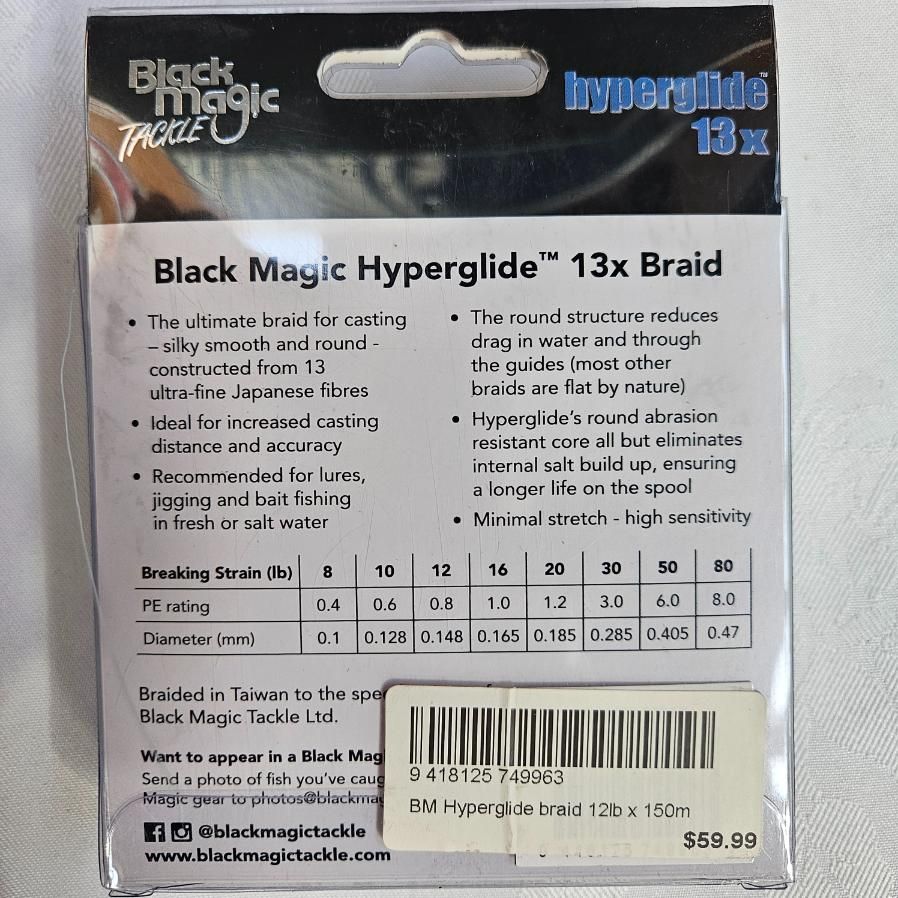 Black
magic
TACKLE
hyperglide™
13x
Black Magic Hyperglide™ 13x Braid
• The ultimate braid for casting
– silky smooth and round -
constructed from 13
ultra-fine Japanese fibres
• Ideal for increased casting
distance and accuracy
• Recommended for lures,
jigging and bait fishing
in fresh or salt water
• The round structure reduces
drag in water and through
the guides (most other
braids are flat by nature)
• Hyperglide's round abrasion
resistant core all but eliminates
internal salt build up, ensuring
a longer life on the spool
• Minimal stretch - high sensitivity
Breaking Strain (lb) 8 10 12 16 20 30 50 80
PE rating 0.4 0.6 0.8 1.0 1.2 3.0 6.0 8.0
Diameter (mm) 0.1 0.128 0.148 0.165 0.185 0.285 0.405 0.47
Braided in Taiwan to the spe
Black Magic Tackle Ltd.
Want to appear in a Black Mag
Send a photo of fish you've caug
Magic gear to photos@blackmag
@blackmagictackle
www.blackmagictackle.com
9 418125 749963
BM Hyperglide braid 12lb x 150m
$59.99